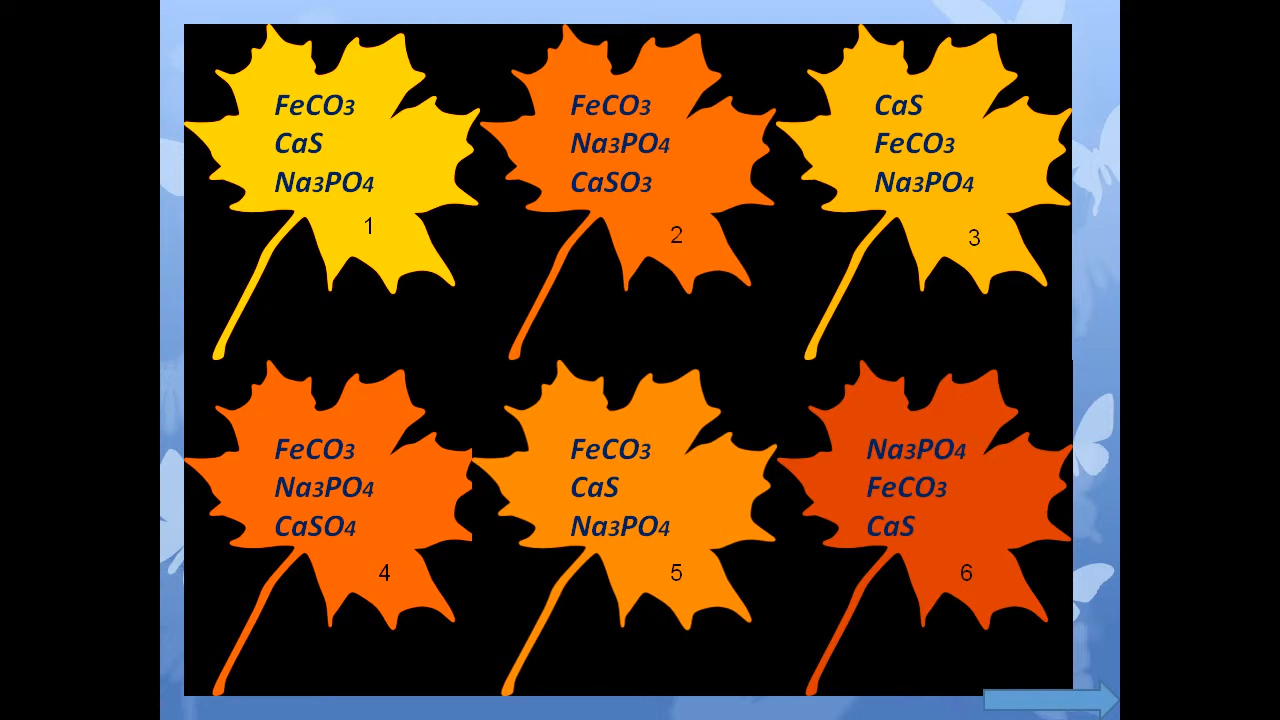 FeCO3
CaS
Na3PO4
1
FeCO3
Na3PO4
CaSO3
2
CaS
FeCO3
Na3PO4
3
FeCO3
Na3PO4
CaSO4
4
FeCO3
CaS
Na3PO4
5
Na3PO4
FeCO3
CaS
6